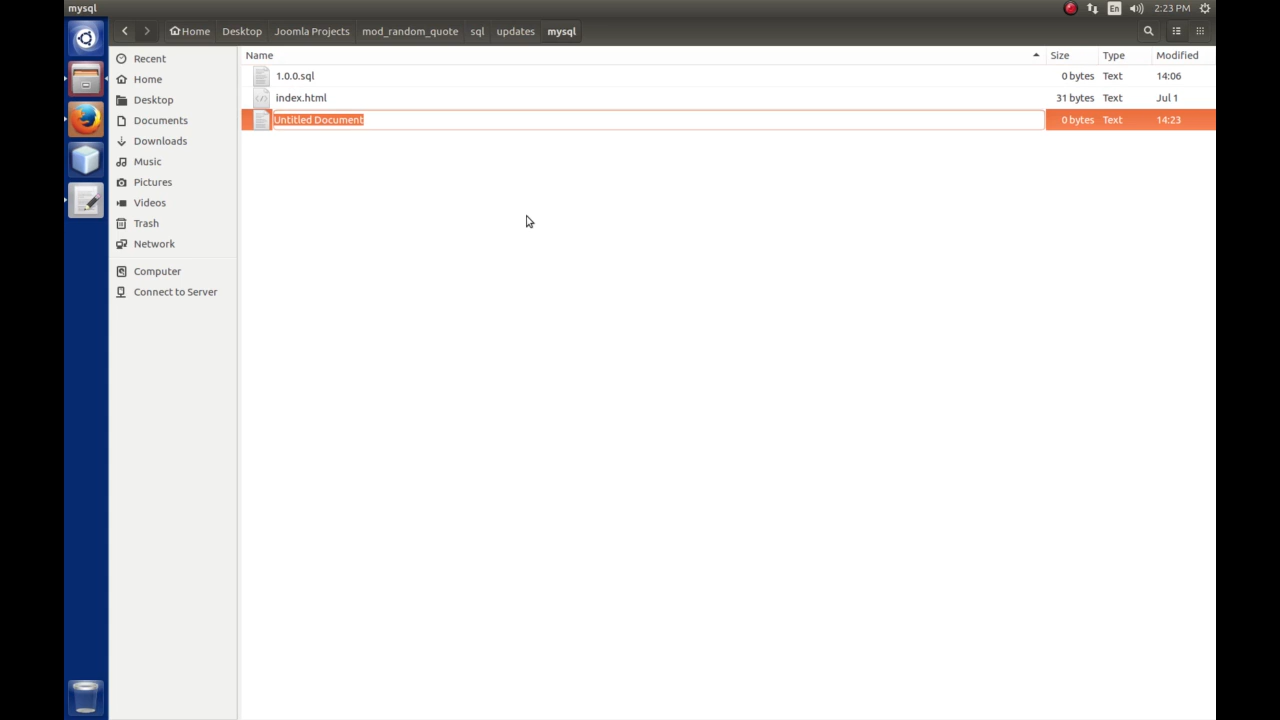 mysql
En
2:23 PM
Home Desktop Joomla Projects mod_random_quote sql updates mysql
Recent
Home
Desktop
Documents
Downloads
Music
Pictures
Videos
Trash
Network
Computer
Connect to Server
Name Size Type Modified
1.0.0.sql 0 bytes Text 14:06
index.html 31 bytes Text Jul 1
Untitled Document 0 bytes Text 14:23